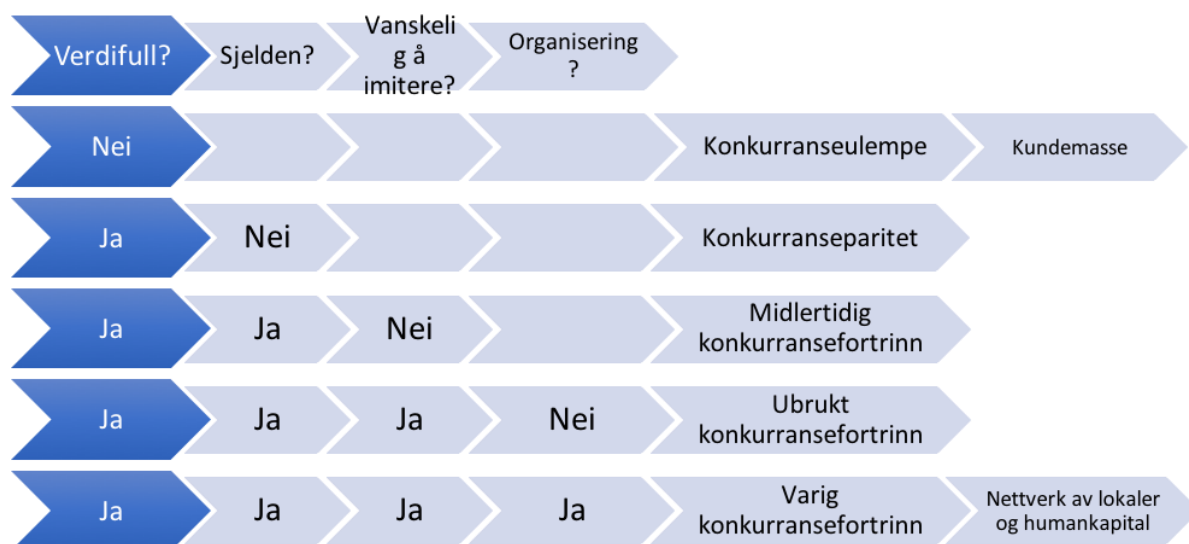 Verdifull?
Sjelden?
Vanskeli
g å
imitere?
Organisering
?
Nei
Konkurranseulempe
Kundemasse
Ja
Nei
Konkurranseparitet
Ja
Ja
Nei
Midlertidig
konkurransefortrinn
Ja
Ja
Ja
Nei
Ubrukt
konkurransefortrinn
Ja
Ja
Ja
Ja
Varig
konkurransefortrinn
Nettverk av lokaler
og humankapital